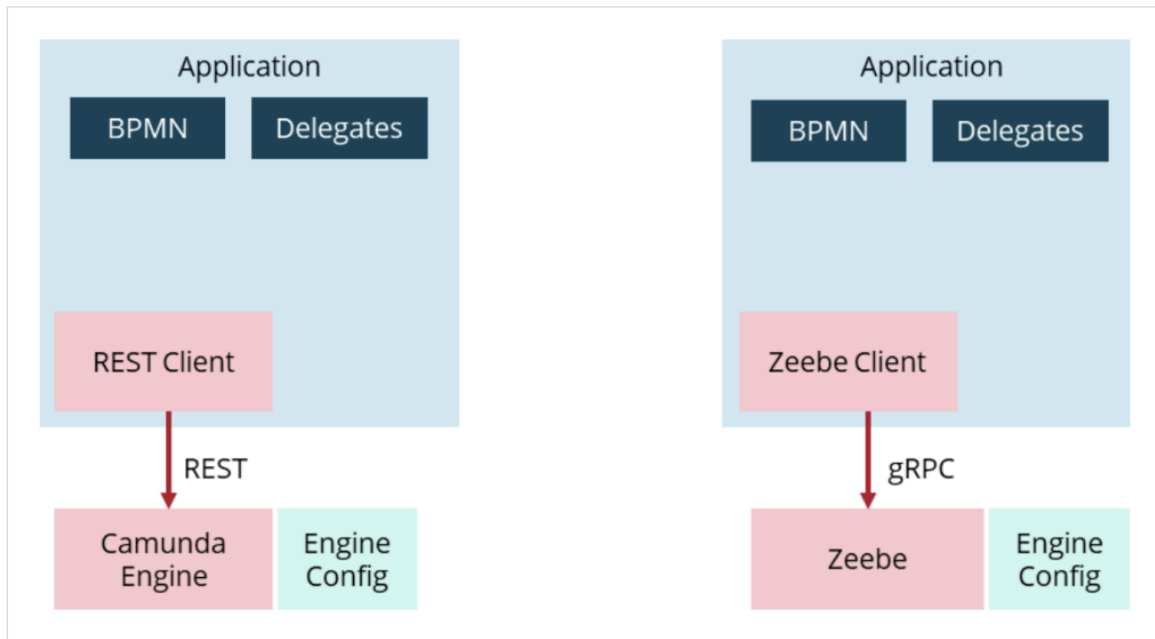 Application
BPMN
Delegates
REST Client
REST
Camunda
Engine
Engine
Config
Application
BPMN
Delegates
Zeebe Client
gRPC
Zeebe
Engine
Config